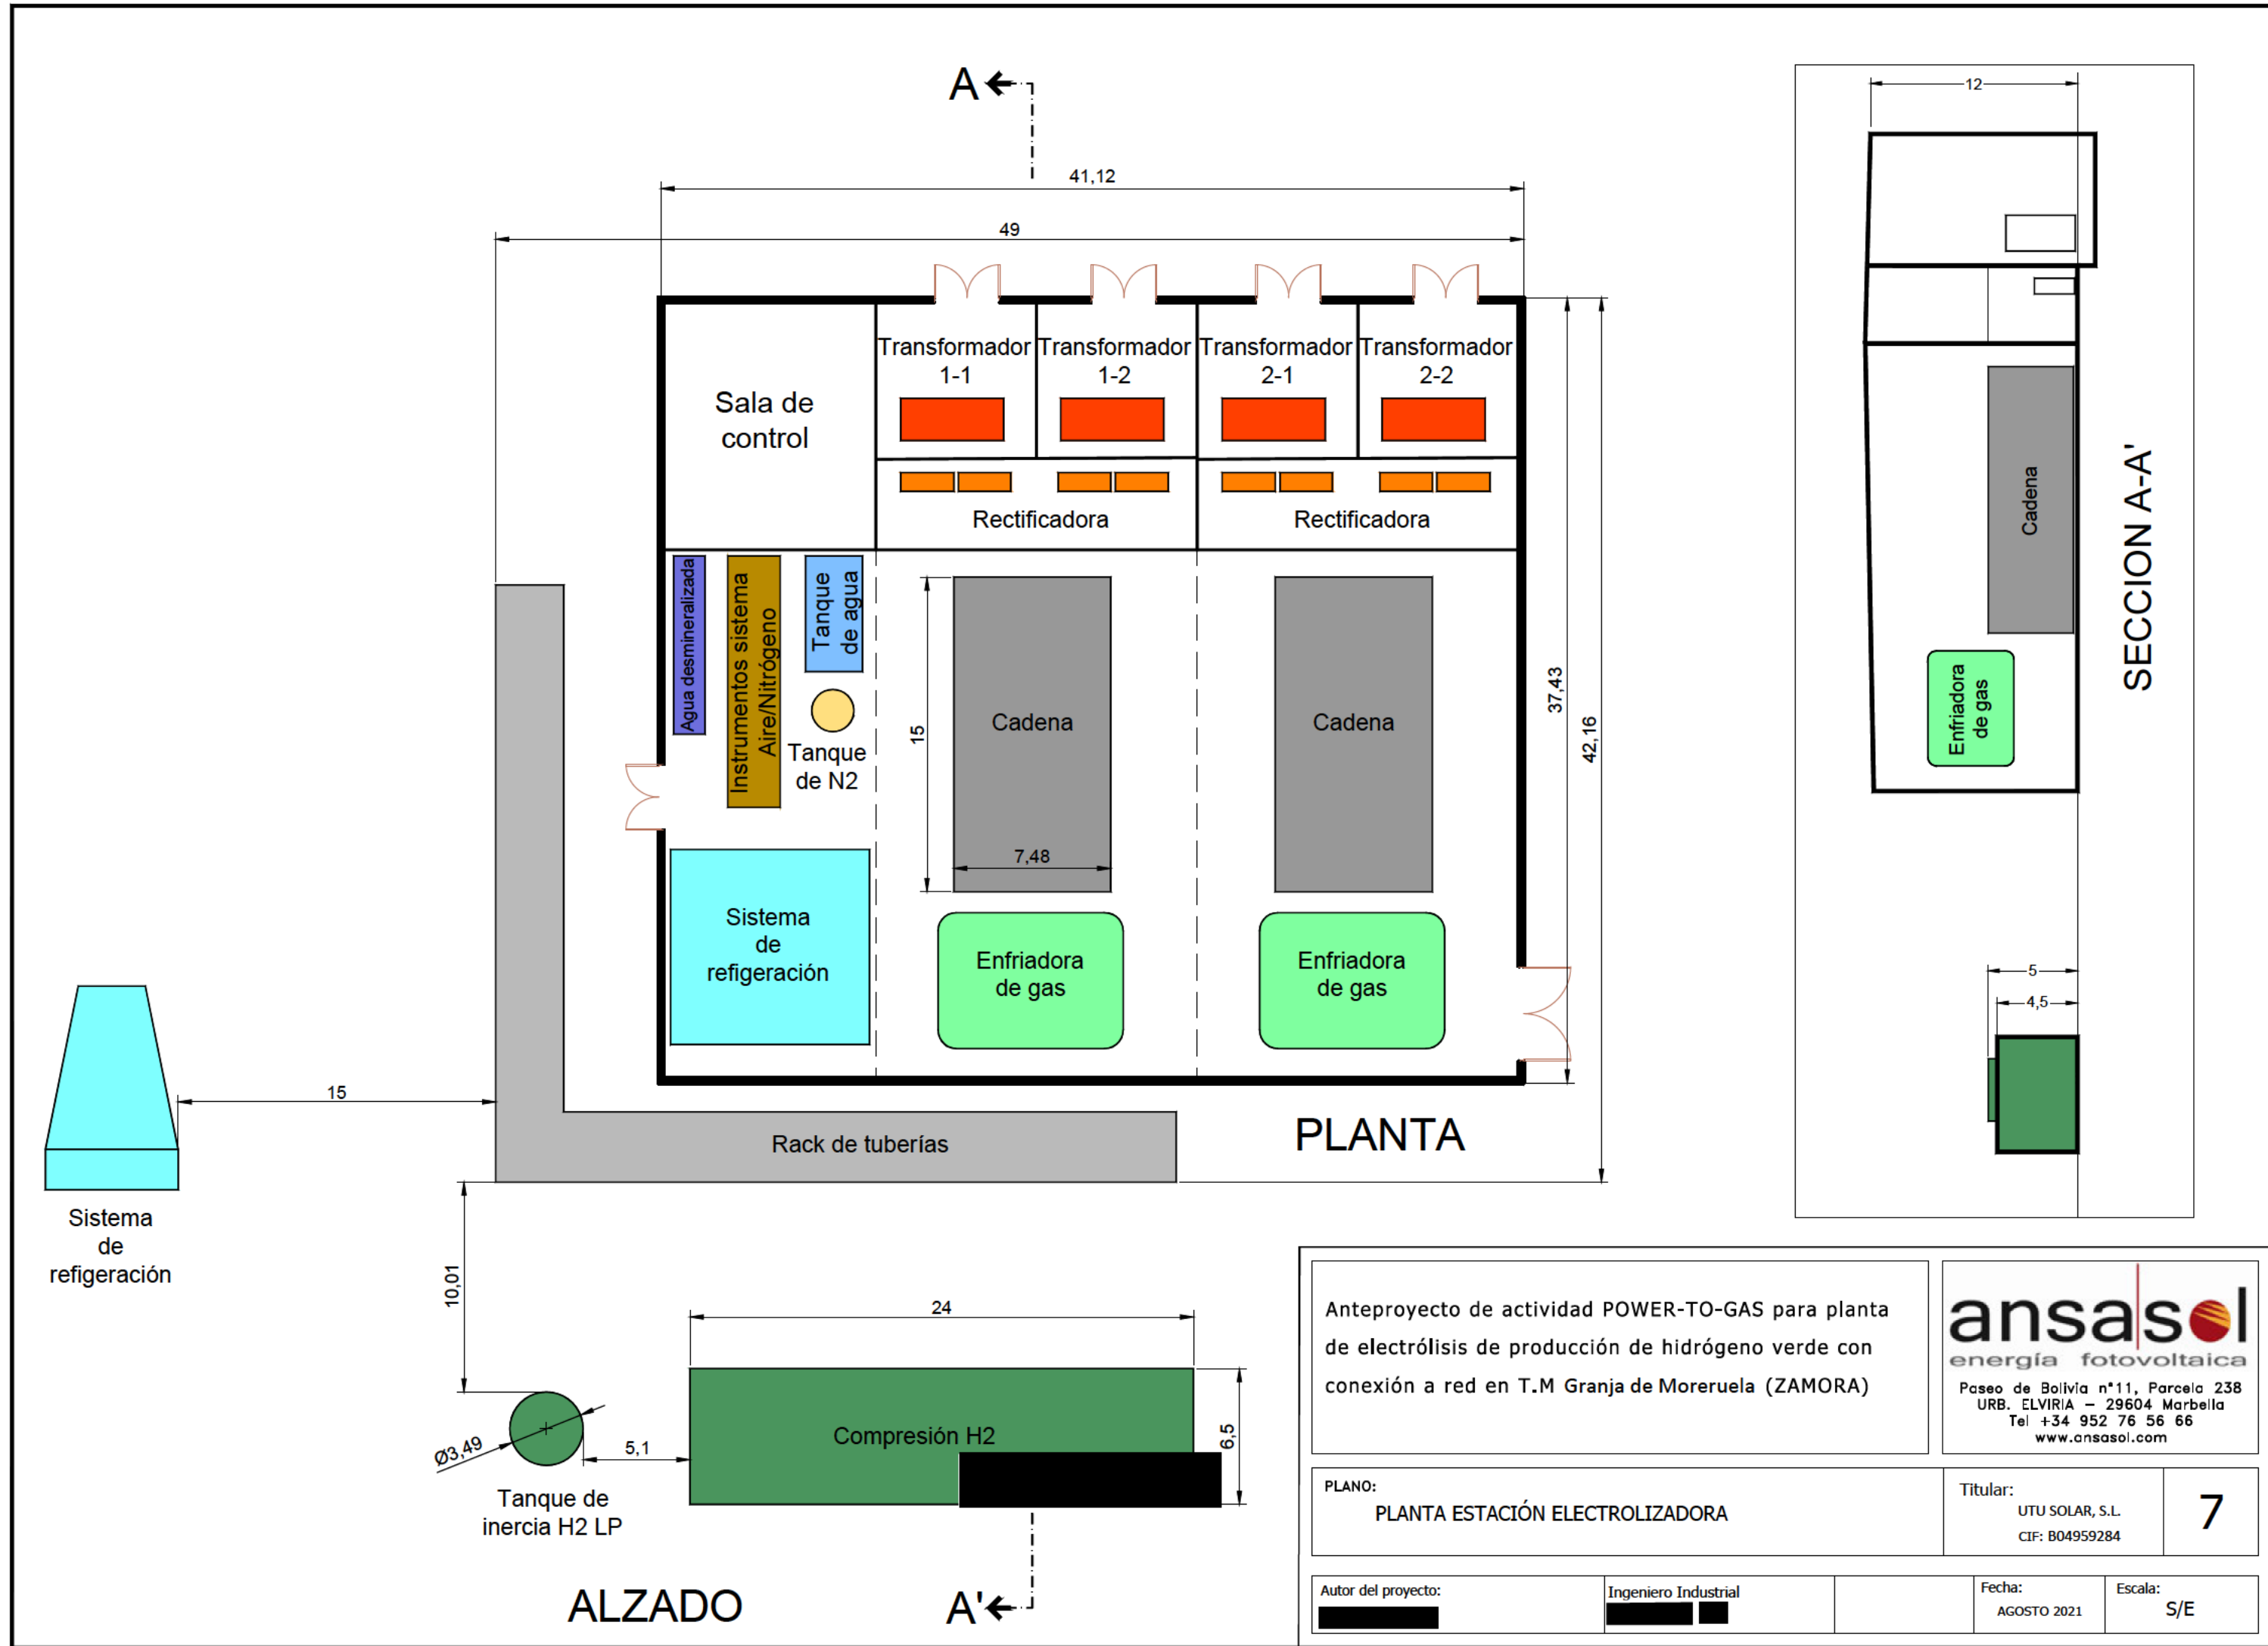 A
41,12
49
12
Transformador
1-1
Transformador
1-2
Transformador
2-1
Transformador
2-2
Sala de
control
Rectificadora
Rectificadora
Agua desmineralizada
Instrumentos sistema
Aire/Nitrógeno
Tanque
de agua
Tanque
de N2
15
7,48
Cadena
Cadena
37,43
42,16
Sistema
de
refigeración
Enfriadora
de gas
Enfriadora
de gas
15
Rack de tuberías
PLANTA
Sistema
de
refigeración
10,01
24
Compresión H2
6,5
Ø3,49
5,1
Tanque de
inercia H2 LP
ALZADO
A'
Cadena
Enfriadora
de gas
SECCION A-A'
5
4,5
Anteproyecto de actividad POWER-TO-GAS para planta
de electrólisis de producción de hidrógeno verde con
conexión a red en T.M Granja de Moreruela (ZAMORA)
ansasol
energía fotovoltaica
Paseo de Bolivia n°11, Parcela 238
URB. ELVIRIA – 29604 Marbella
Tel +34 952 76 56 66
www.ansasol.com
PLANO:
PLANTA ESTACIÓN ELECTROLIZADORA
Titular:
UTU SOLAR, S.L.
CIF: B04959284
7
Autor del proyecto:
Ingeniero Industrial
Fecha:
AGOSTO 2021
Escala:
S/E